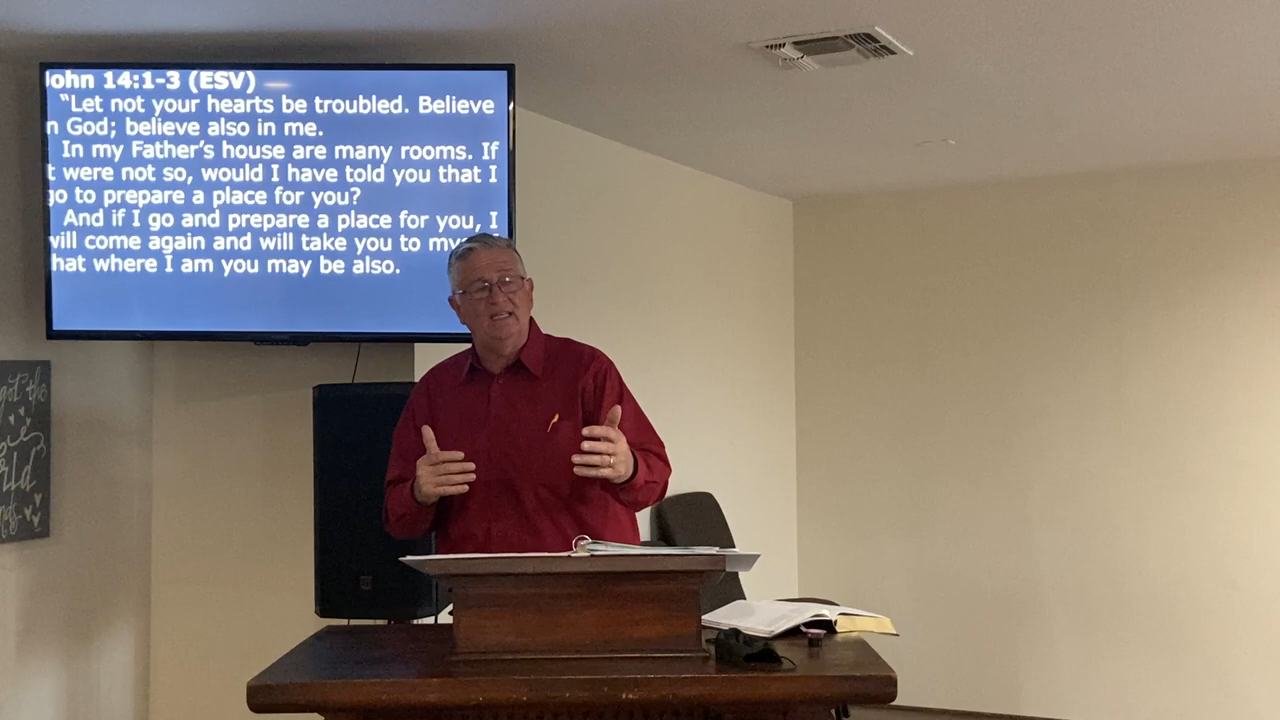 John 14:1-3 (ESV)
"Let not your hearts be troubled. Believe
n God; believe also in me.
In my Father's house are many rooms. If
t were not so, would I have told you that I
go to prepare a place for you?
And if I go and prepare a place for you, I
will come again and will take you to
hat where I am you may be also.
got the